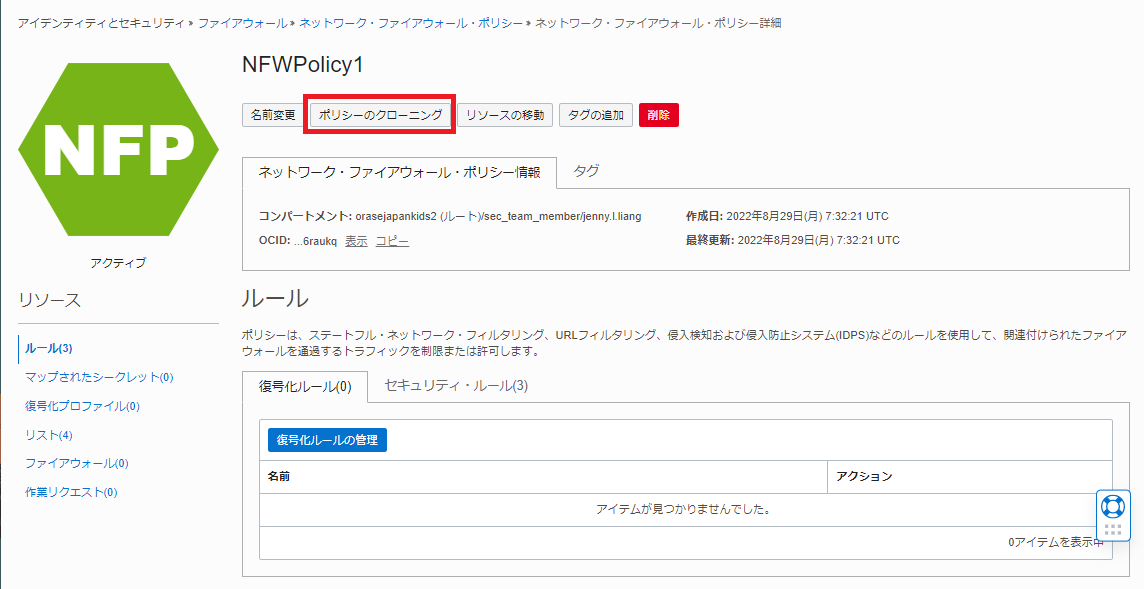 アイデンティティとセキュリティ » ファイアウォール » ネットワーク・ファイアウォール・ポリシー » ネットワーク・ファイアウォール・ポリシー詳細
NFP
アクティブ
NFWPolicy1
名前変更 ポリシーのクローニング リソースの移動 タグの追加 削除
ネットワーク・ファイアウォール・ポリシー情報 タグ
コンパートメント: orasejapankids2 (ルート)/sec_team_member/jenny.l.liang 作成日: 2022年8月29日(月) 7:32:21 UTC
OCID: ...6raukq 表示 コピー 最終更新: 2022年8月29日(月) 7:32:21 UTC
リソース
ルール(3)
マップされたシークレット(0)
復号化プロファイル(0)
リスト(4)
ファイアウォール(0)
作業リクエスト(0)
ルール
ポリシーは、ステートフル・ネットワーク・フィルタリング、URLフィルタリング、侵入検知および侵入防止システム(IDPS)などのルールを使用して、関連付けられたファイア
ウォールを通過するトラフィックを制限または許可します。
復号化ルール(0) セキュリティ・ルール(3)
復号化ルールの管理
名前 アクション
アイテムが見つかりませんでした。
0アイテムを表示中